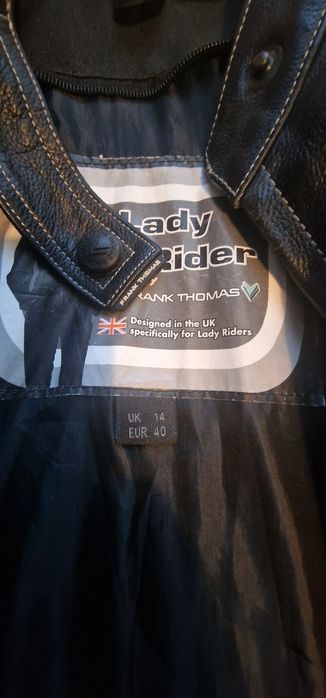 Lady
Rider
FRANK THOMAS
FRANK THOMAS
Designed in the UK
specifically for Lady Riders
UK 14
EUR 40